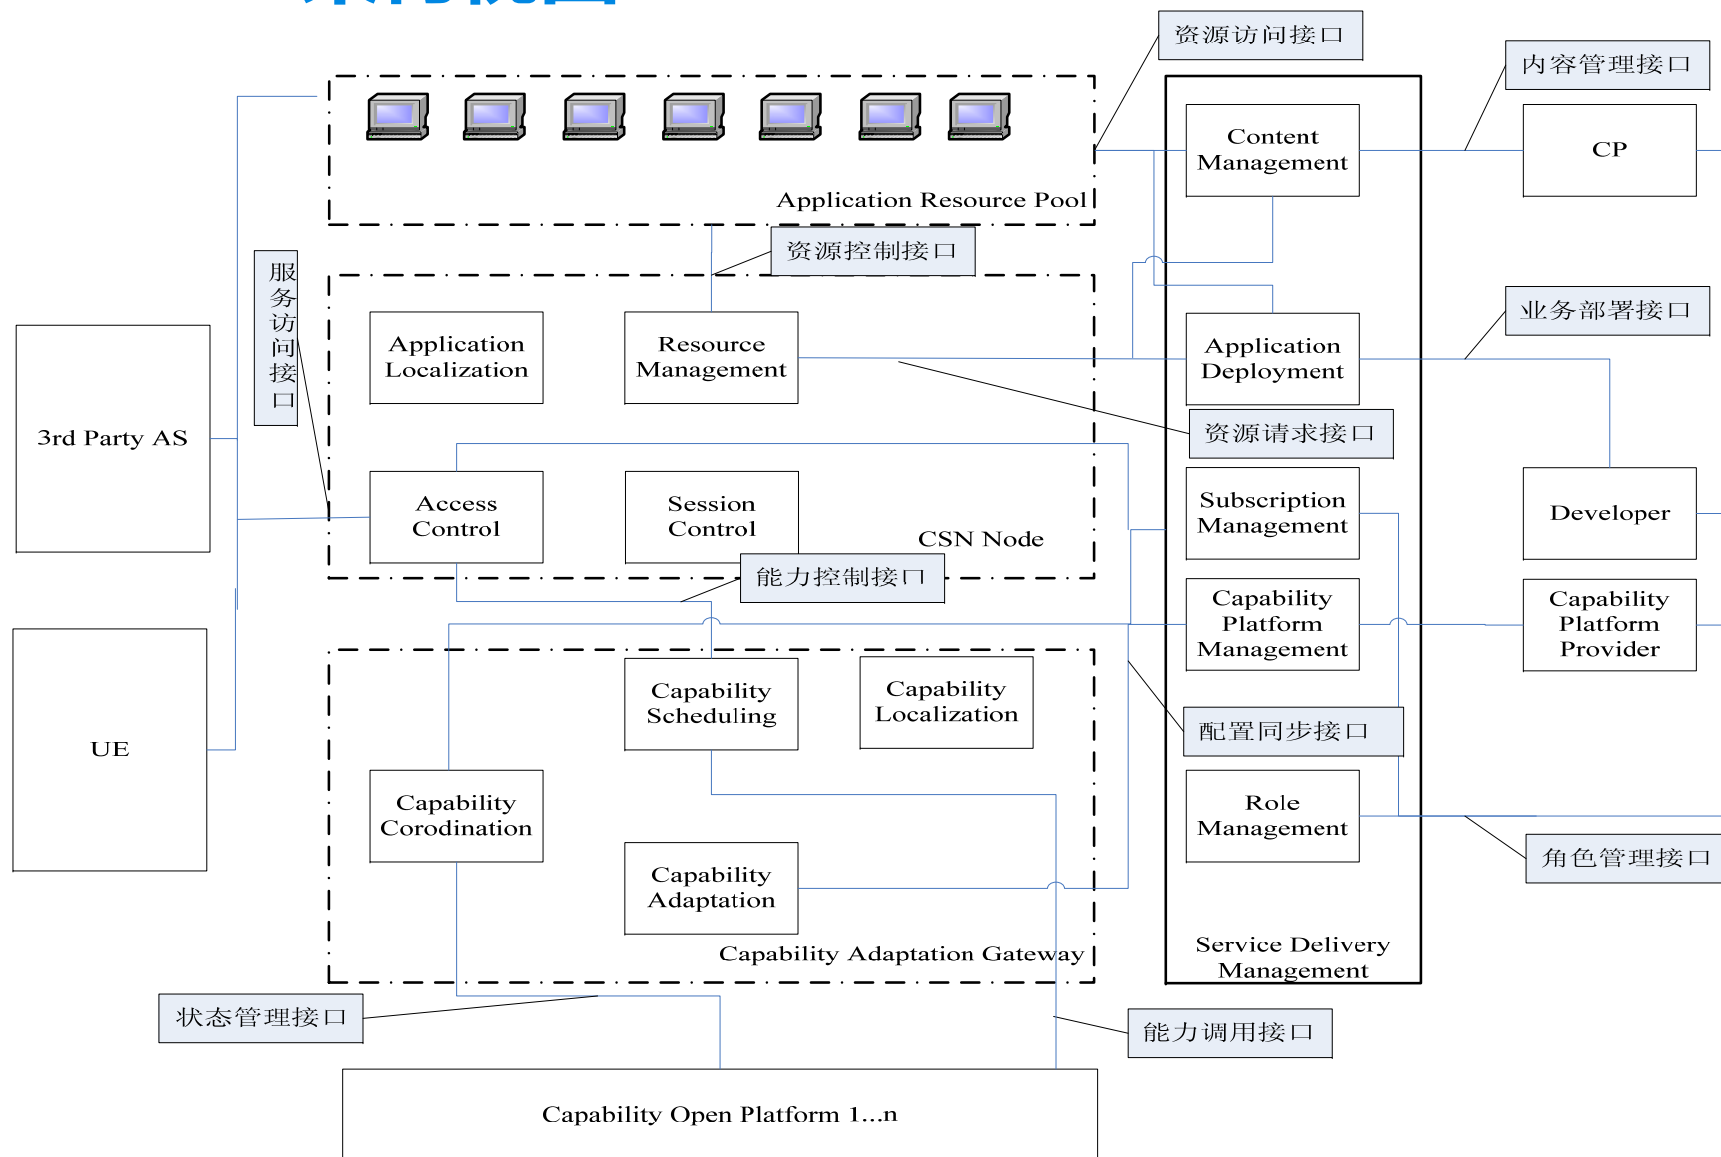 资源访问接口
内容管理接口
Content
Management
CP
Application Resource Pool
资源控制接口
服
务
访
问
接
口
业务部署接口
Application
Localization
Resource
Management
Application
Deployment
资源请求接口
3rd Party AS
Access
Control
Session
Control
CSN Node
Subscription
Management
Developer
能力控制接口
Capability
Platform
Management
Capability
Platform
Provider
Capability
Scheduling
Capability
Localization
配置同步接口
UE
Capability
Corodination
Role
Management
角色管理接口
Capability
Adaptation
Capability Adaptation Gateway
Service Delivery
Management
状态管理接口
能力调用接口
Capability Open Platform 1...n